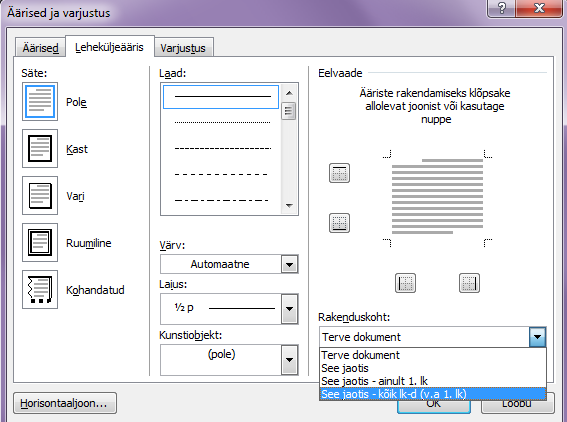 Äärised ja varjustus
Äärised
Leheküljeääris
Varjustus
Säte:
Pole
Kast
Vari
Ruumiline
Kohandatud
Laad:
Värv:
Automaatne
Laius:
½ p
Kunstiobjekt:
(pole)
Eelvaade
Ääriste rakendamiseks klõpsake
allolevat joonist või kasutage
nuppe
Rakenduskoht:
Terve dokument
Terve dokument
See jaotis
See jaotis - ainult 1. lk
See jaotis - kõik lk-d (v.a 1. lk)
Horisontaaljoon...
OK
Loobu